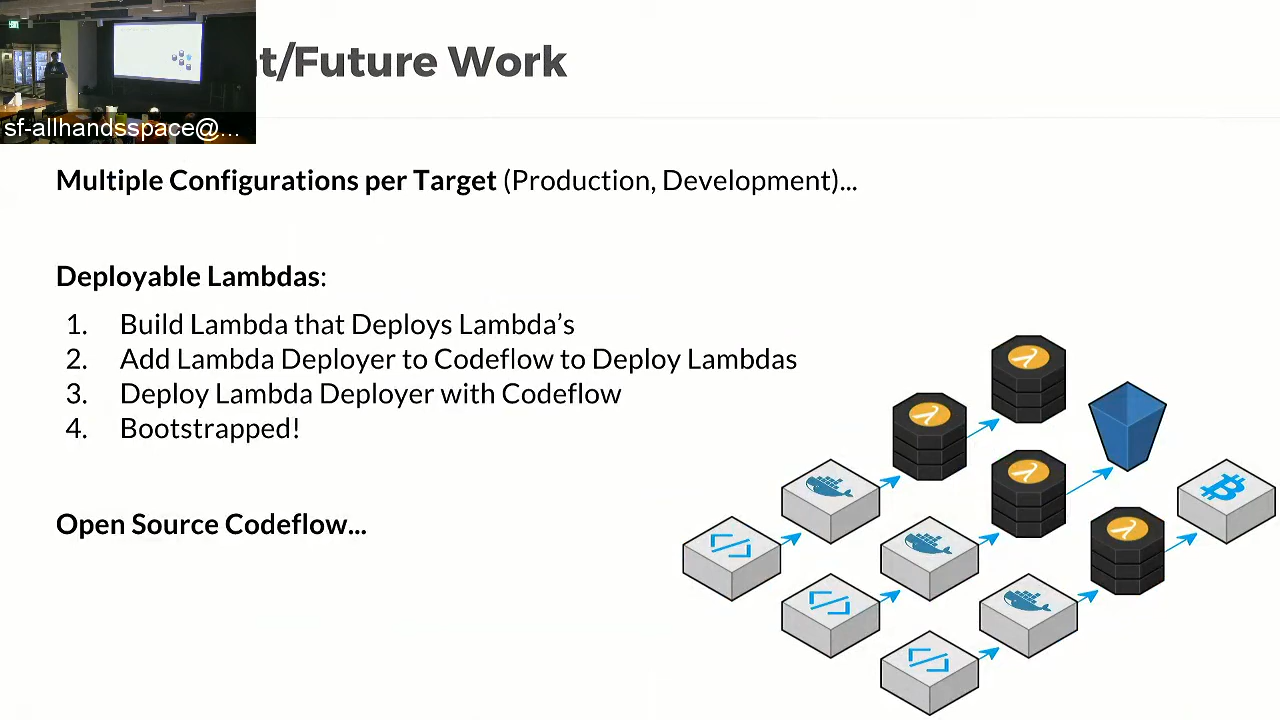 t/Future Work
sf-allhandsspace@...
Multiple Configurations per Target (Production, Development)...
Deployable Lambdas:
1. Build Lambda that Deploys Lambda’s
2. Add Lambda Deployer to Codeflow to Deploy Lambdas
3. Deploy Lambda Deployer with Codeflow
4. Bootstrapped!
Open Source Codeflow...